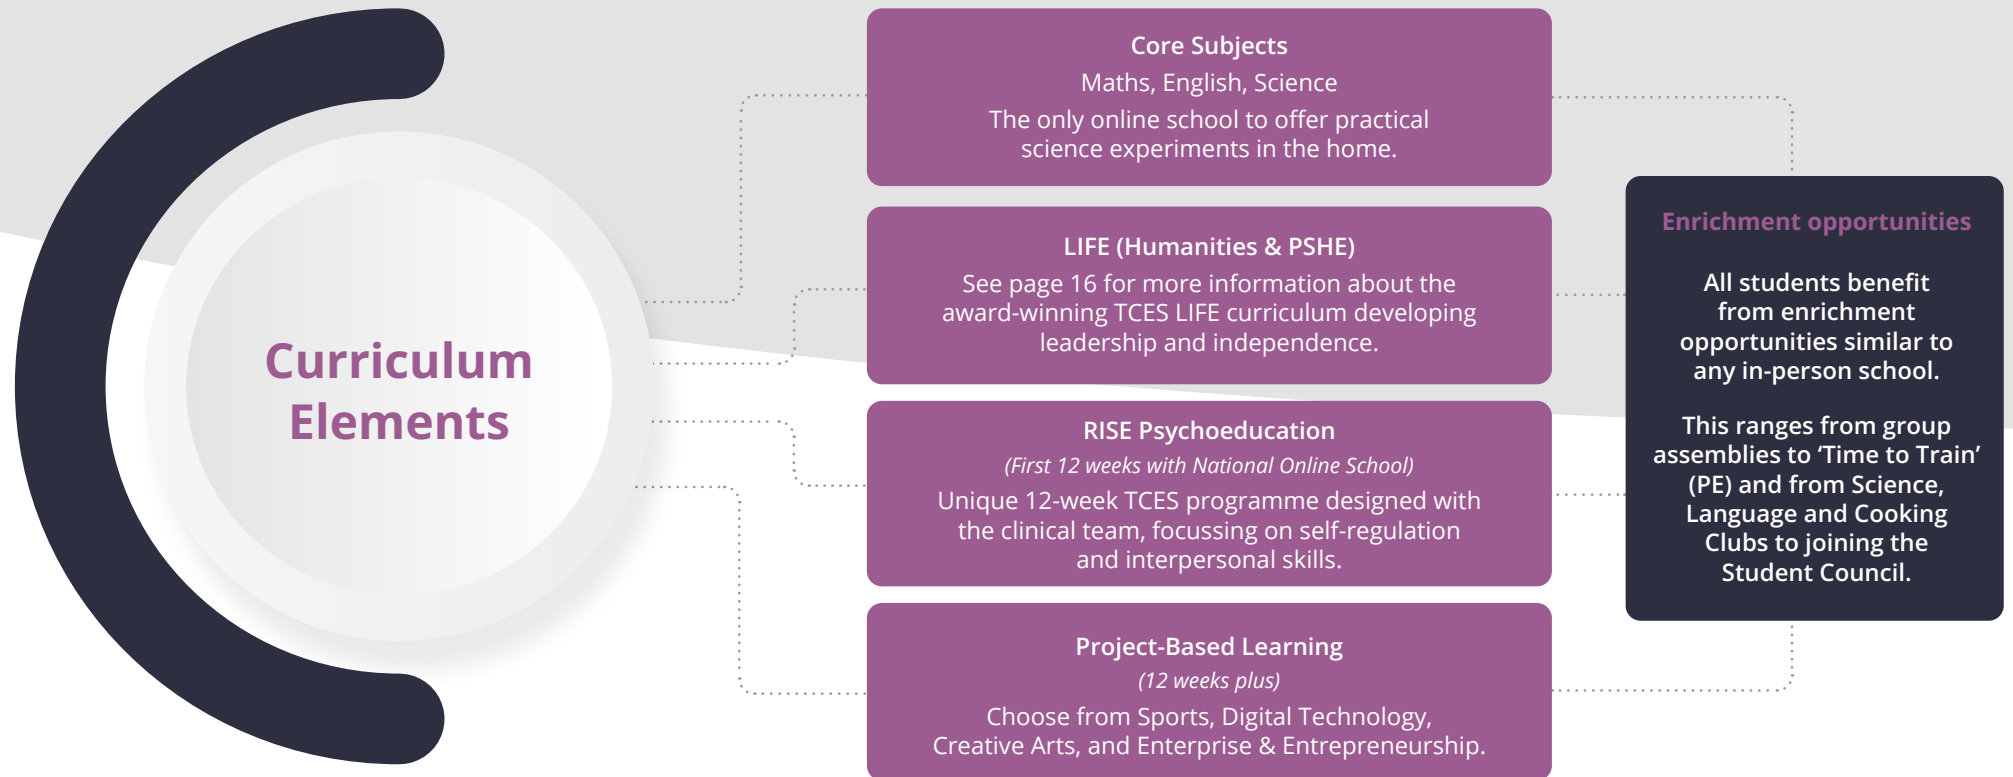 Curriculum
Elements
Core Subjects
Maths, English, Science
The only online school to offer practical
science experiments in the home.
LIFE (Humanities & PSHE)
See page 16 for more information about the
award-winning TCES LIFE curriculum developing
leadership and independence.
RISE Psychoeducation
(First 12 weeks with National Online School)
Unique 12-week TCES programme designed with
the clinical team, focussing on self-regulation
and interpersonal skills.
Project-Based Learning
(12 weeks plus)
Choose from Sports, Digital Technology,
Creative Arts, and Enterprise & Entrepreneurship.
Enrichment opportunities
All students benefit
from enrichment
opportunities similar to
any in-person school.
This ranges from group
assemblies to ‘Time to Train’
(PE) and from Science,
Language and Cooking
Clubs to joining the
Student Council.